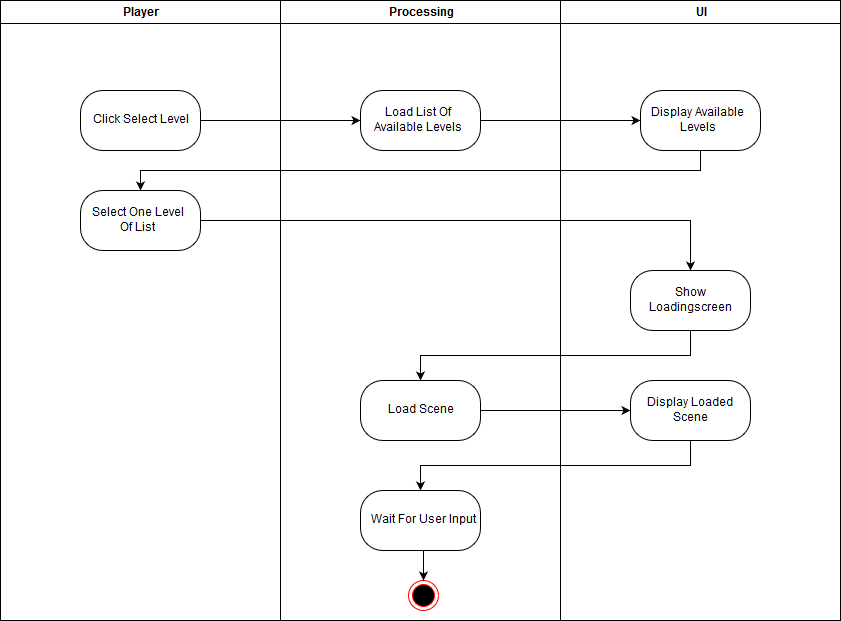 Player
Processing
UI
Click Select Level
Load List Of
Available Levels
Display Available
Levels
Select One Level
Of List
Show
Loadingscreen
Load Scene
Display Loaded
Scene
Wait For User Input